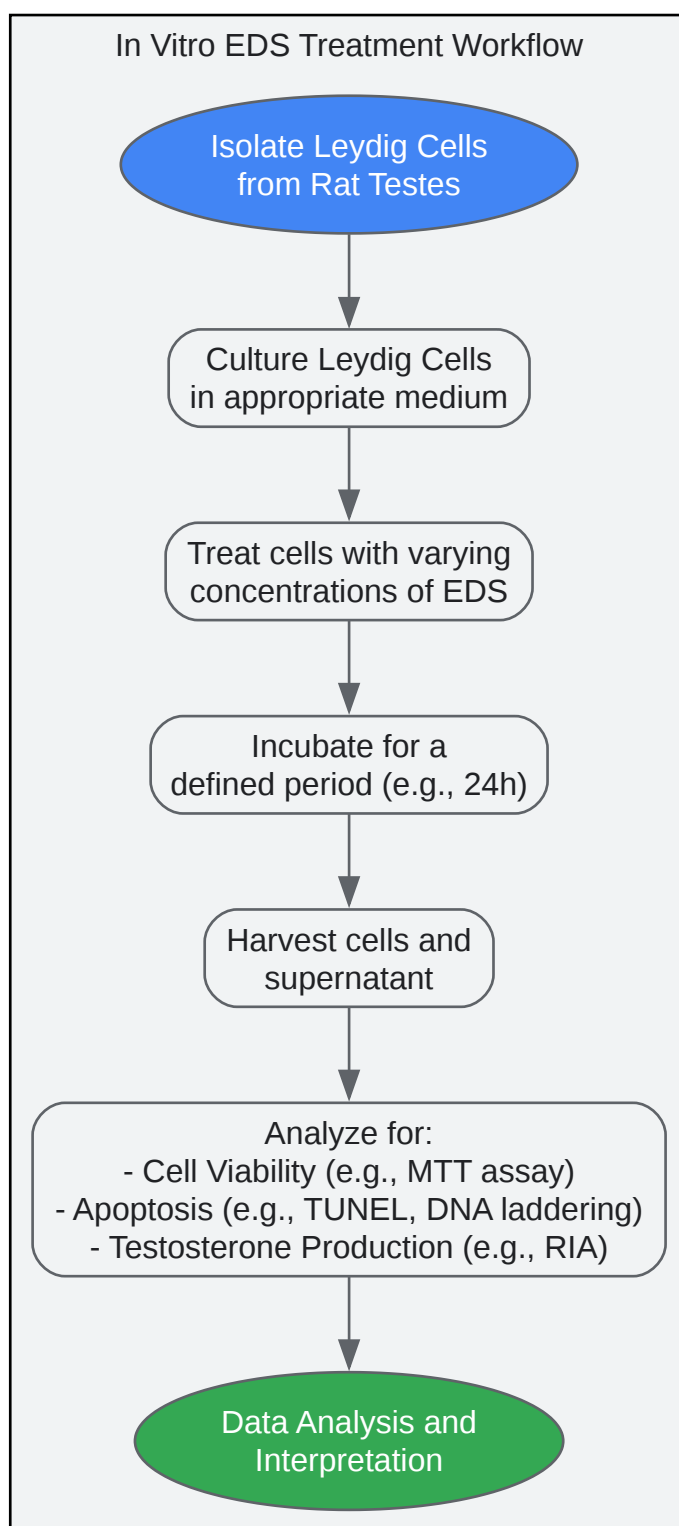 In Vitro EDS Treatment Workflow
Isolate Leydig Cells
from Rat Testes
Culture Leydig Cells
in appropriate medium
Treat cells with varying
concentrations of EDS
Incubate for a
defined period (e.g., 24h)
Harvest cells and
supernatant
Analyze for:
- Cell Viability (e.g., MTT assay)
- Apoptosis (e.g., TUNEL, DNA laddering)
- Testosterone Production (e.g., RIA)
Data Analysis and
Interpretation